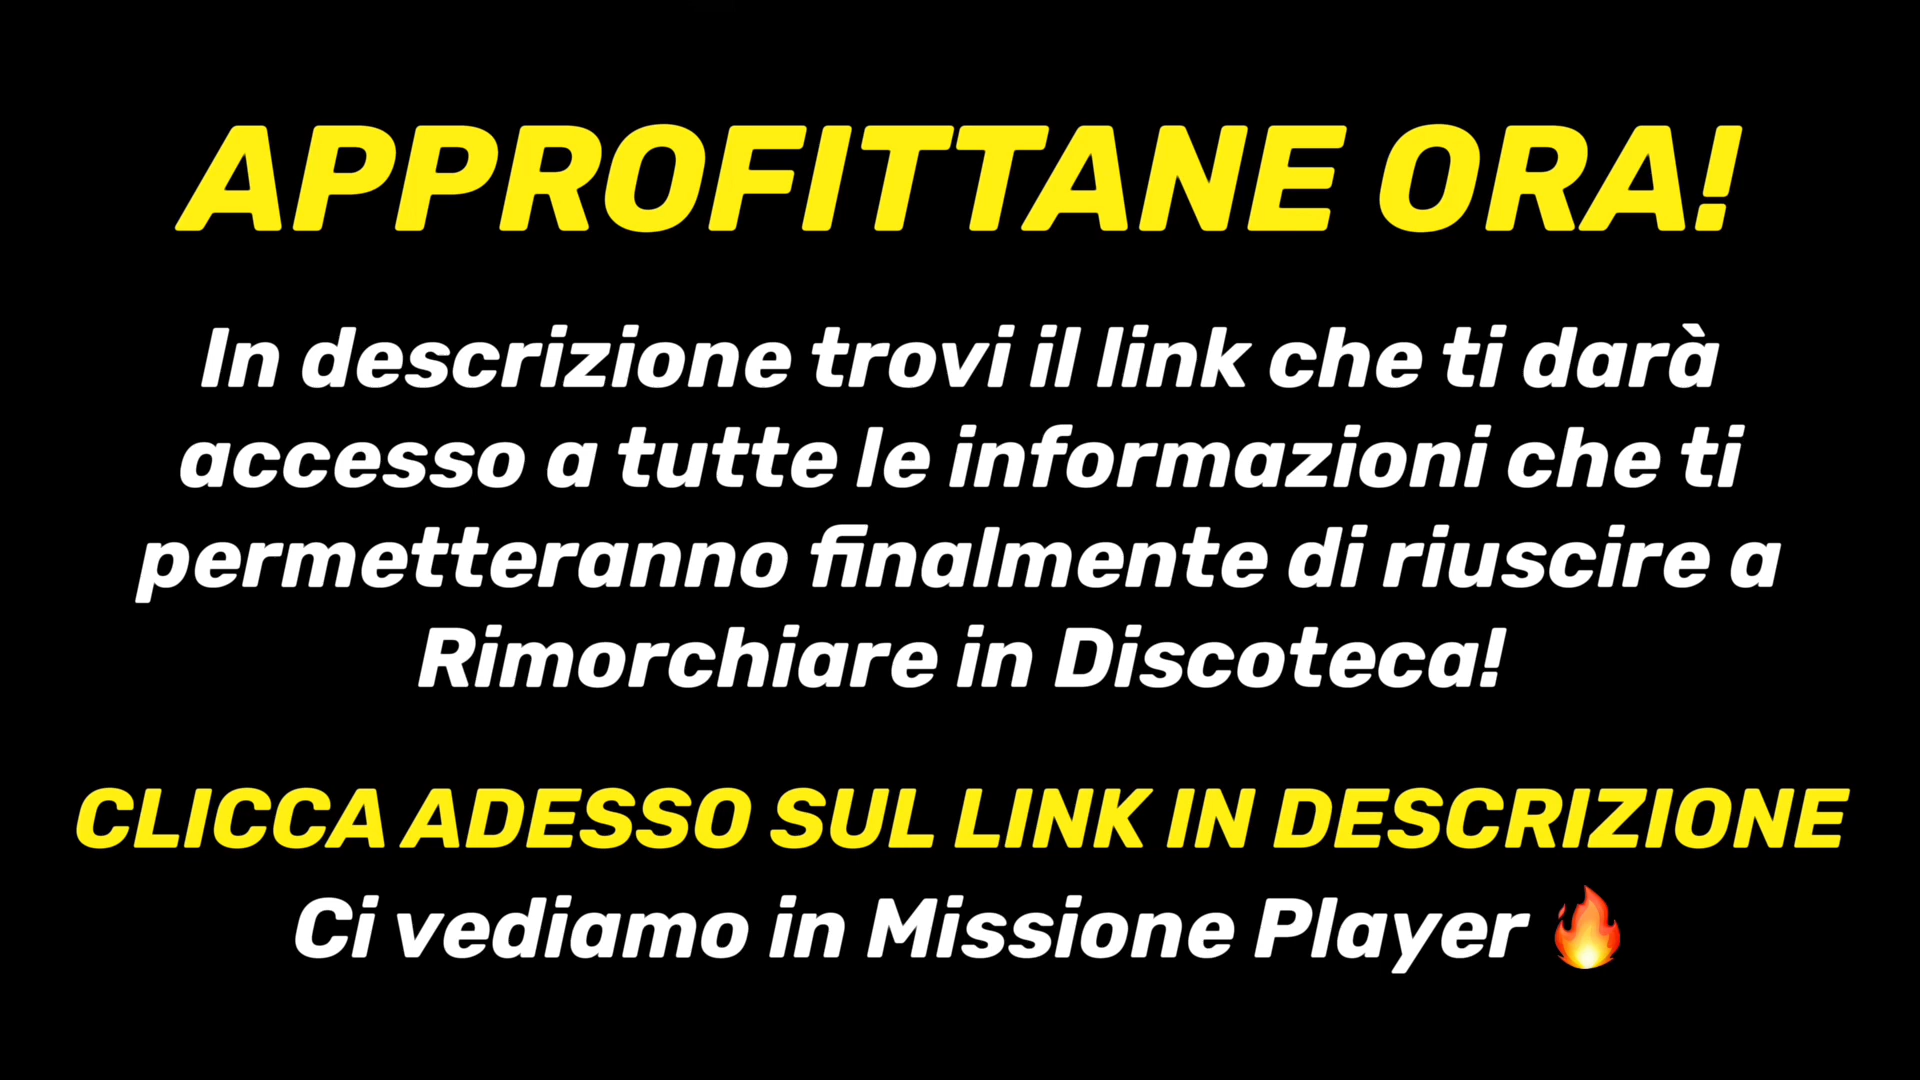 APPROFITTANE ORA!
In descrizione trovi il link che ti darà
accesso a tutte le informazioni che ti
permetteranno finalmente di riuscire a
Rimorchiare in Discoteca!
CLICCA ADESSO SUL LINK IN DESCRIZIONE
Ci vediamo in Missione Player 🔥